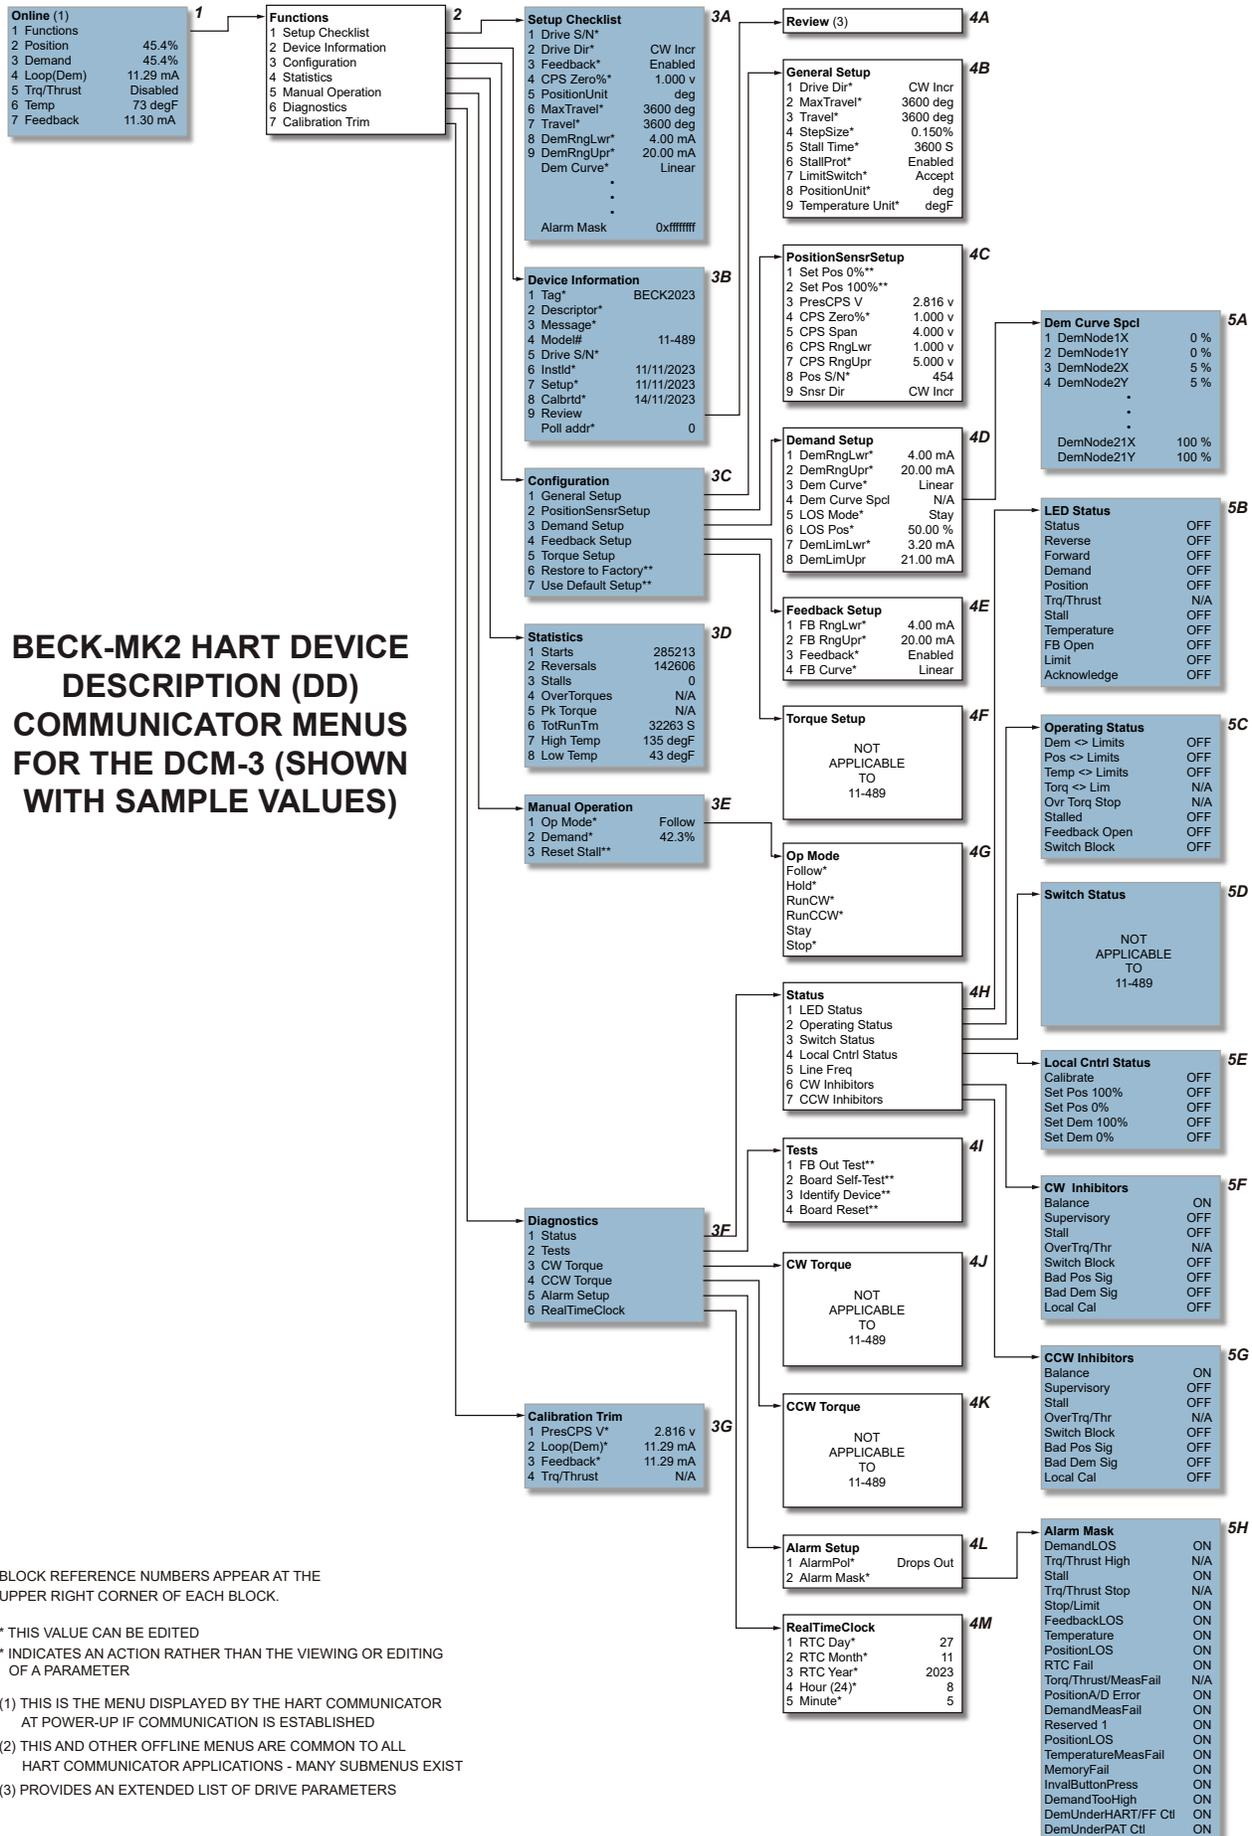 Online (1)
1 Functions
2 Position 45.4%
3 Demand 45.4%
4 Loop(Dem) 11.29 mA
5 Trq/Thrust Disabled
6 Temp 73 degF
7 Feedback 11.30 mA
1
Functions
1 Setup Checklist
2 Device Information
3 Configuration
4 Statistics
5 Manual Operation
6 Diagnostics
7 Calibration Trim
2
Setup Checklist
1 Drive S/N*
2 Drive Dir* CW Incr
3 Feedback* Enabled
4 CPS Zero%* 1.000 v
5 PositionUnit deg
6 MaxTravel* 3600 deg
7 Travel* 3600 deg
8 DemRngLwr* 4.00 mA
9 DemRngUpr* 20.00 mA
Dem Curve* Linear
•
•
•
Alarm Mask 0xffffffff
3A
Device Information
1 Tag* BECK2023
2 Descriptor*
3 Message*
4 Model# 11-489
5 Drive S/N*
6 Instld* 11/11/2023
7 Setup* 11/11/2023
8 Calbrtd* 14/11/2023
9 Review
Poll addr* 0
3B
Configuration
1 General Setup
2 PositionSensrSetup
3 Demand Setup
4 Feedback Setup
5 Torque Setup
6 Restore to Factory**
7 Use Default Setup**
3C
Statistics
1 Starts 285213
2 Reversals 142606
3 Stalls 0
4 OverTorques N/A
5 Pk Torque N/A
6 TotRunTm 32263 S
7 High Temp 135 degF
8 Low Temp 43 degF
3D
Manual Operation
1 Op Mode* Follow
2 Demand* 42.3%
3 Reset Stall**
3E
Diagnostics
1 Status
2 Tests
3 CW Torque
4 CCW Torque
5 Alarm Setup
6 RealTimeClock
3F
Calibration Trim
1 PresCPS V* 2.816 v
2 Loop(Dem)* 11.29 mA
3 Feedback* 11.29 mA
4 Trq/Thrust N/A
3G
Review (3)
4A
General Setup
1 Drive Dir* CW Incr
2 MaxTravel* 3600 deg
3 Travel* 3600 deg
4 StepSize* 0.150%
5 Stall Time* 3600 S
6 StallProt* Enabled
7 LimitSwitch* Accept
8 PositionUnit* deg
9 Temperature Unit* degF
4B
PositionSensrSetup
1 Set Pos 0%**
2 Set Pos 100%**
3 PresCPS V 2.816 v
4 CPS Zero%* 1.000 v
5 CPS Span 4.000 v
6 CPS RngLwr 1.000 v
7 CPS RngUpr 5.000 v
8 Pos S/N* 454
9 Snsr Dir CW Incr
4C
Demand Setup
1 DemRngLwr* 4.00 mA
2 DemRngUpr* 20.00 mA
3 Dem Curve* Linear
4 Dem Curve Spcl N/A
5 LOS Mode* Stay
6 LOS Pos* 50.00 %
7 DemLimLwr* 3.20 mA
8 DemLimUpr 21.00 mA
4D
Feedback Setup
1 FB RngLwr* 4.00 mA
2 FB RngUpr* 20.00 mA
3 Feedback* Enabled
4 FB Curve* Linear
4E
Torque Setup
NOT
APPLICABLE
TO
11-489
4F
Op Mode
Follow*
Hold*
RunCW*
RunCCW*
Stay
Stop*
4G
Status
1 LED Status
2 Operating Status
3 Switch Status
4 Local Cntrl Status
5 Line Freq
6 CW Inhibitors
7 CCW Inhibitors
4H
Tests
1 FB Out Test**
2 Board Self-Test**
3 Identify Device**
4 Board Reset**
4I
CW Torque
NOT
APPLICABLE
TO
11-489
4J
CCW Torque
NOT
APPLICABLE
TO
11-489
4K
Alarm Setup
1 AlarmPol* Drops Out
2 Alarm Mask*
4L
RealTimeClock
1 RTC Day* 27
2 RTC Month* 11
3 RTC Year* 2023
4 Hour (24)* 8
5 Minute* 5
4M
Dem Curve Spcl
1 DemNode1X 0 %
2 DemNode1Y 0 %
3 DemNode2X 5 %
4 DemNode2Y 5 %
•
•
•
DemNode21X 100 %
DemNode21Y 100 %
5A
LED Status
Status OFF
Reverse OFF
Forward OFF
Demand OFF
Position OFF
Trq/Thrust N/A
Stall OFF
Temperature OFF
FB Open OFF
Limit OFF
Acknowledge OFF
5B
Operating Status
Dem <> Limits OFF
Pos <> Limits OFF
Temp <> Limits OFF
Torq <> Lim N/A
Ovr Torq Stop N/A
Stalled OFF
Feedback Open OFF
Switch Block OFF
5C
Switch Status
NOT
APPLICABLE
TO
11-489
5D
Local Cntrl Status
Calibrate OFF
Set Pos 100% OFF
Set Pos 0% OFF
Set Dem 100% OFF
Set Dem 0% OFF
5E
CW Inhibitors
Balance ON
Supervisory OFF
Stall OFF
OverTrq/Thr N/A
Switch Block OFF
Bad Pos Sig OFF
Bad Dem Sig OFF
Local Cal OFF
5F
CCW Inhibitors
Balance ON
Supervisory OFF
Stall OFF
OverTrq/Thr N/A
Switch Block OFF
Bad Pos Sig OFF
Bad Dem Sig OFF
Local Cal OFF
5G
Alarm Mask
DemandLOS ON
Trq/Thrust High N/A
Stall ON
Trq/Thrust Stop N/A
Stop/Limit ON
FeedbackLOS ON
Temperature ON
PositionLOS ON
RTC Fail ON
Torq/Thrust/MeasFail N/A
PositionA/D Error ON
DemandMeasFail ON
Reserved 1 ON
PositionLOS ON
TemperatureMeasFail ON
MemoryFail ON
InvalButtonPress ON
DemandTooHigh ON
DemUnderHART/FF Ctl ON
DemUnderPAT Ctl ON
5H
BECK-MK2 HART DEVICE
DESCRIPTION (DD)
COMMUNICATOR MENUS
FOR THE DCM-3 (SHOWN
WITH SAMPLE VALUES)
BLOCK REFERENCE NUMBERS APPEAR AT THE
UPPER RIGHT CORNER OF EACH BLOCK.
* THIS VALUE CAN BE EDITED
* INDICATES AN ACTION RATHER THAN THE VIEWING OR EDITING
OF A PARAMETER
(1) THIS IS THE MENU DISPLAYED BY THE HART COMMUNICATOR
AT POWER-UP IF COMMUNICATION IS ESTABLISHED
(2) THIS AND OTHER OFFLINE MENUS ARE COMMON TO ALL
HART COMMUNICATOR APPLICATIONS - MANY SUBMENUS EXIST
(3) PROVIDES AN EXTENDED LIST OF DRIVE PARAMETERS